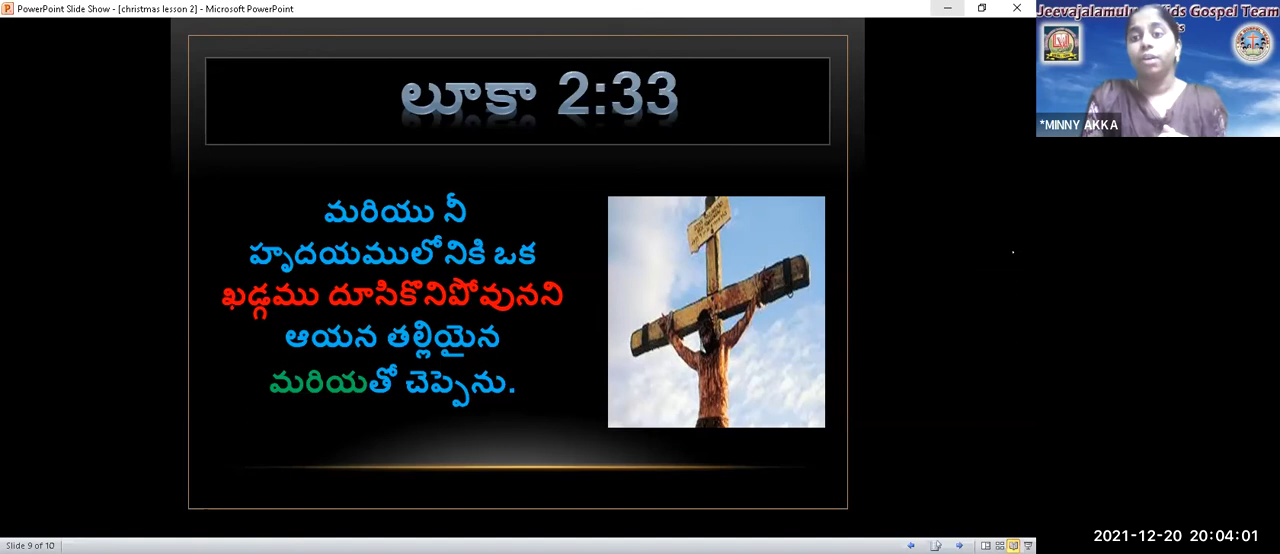 PowerPoint Slide Show - [christmas lesson 2] - Microsoft PowerPoint
Jeevajalamulu Kids Gospel Team
లూకా 2:33
*MINNY AKKA
మరియు నీ
హృదయములోనికి ఒక
ఖడ్గము దూసికొనిపోవునని
ఆయన తల్లియైన
మరియతో చెప్పెను.
2021-12-20 20:04:01
Slide 9 of 10